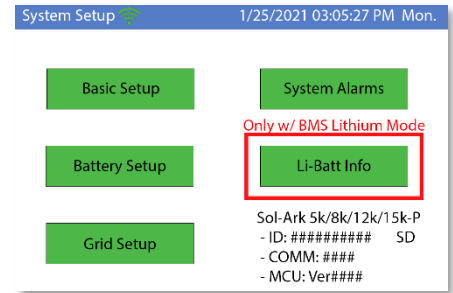 System Setup 1/25/2021 03:05:27 PM Mon.
Basic Setup System Alarms
Only w/ BMS Lithium Mode
Battery Setup Li-Batt Info
Grid Setup
Sol-Ark 5k/8k/12k/15k-P
- ID: ########## SD
- COMM: ####
- MCU: Ver####